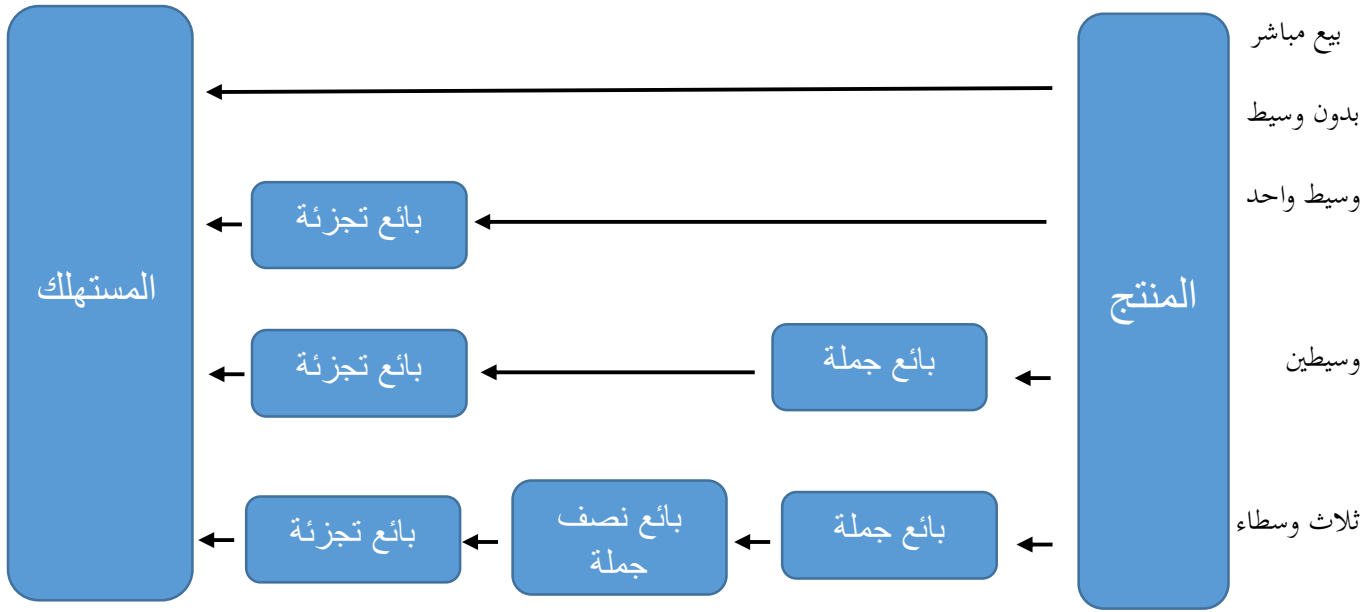 بيع مباشر
بدون وسيط
وسيط واحد
بائع تجزئة
المنتج
المستهلك
وسيطين
بائع جملة
بائع تجزئة
ثلاث وسطاء
بائع جملة
بائع نصف
جملة
بائع تجزئة